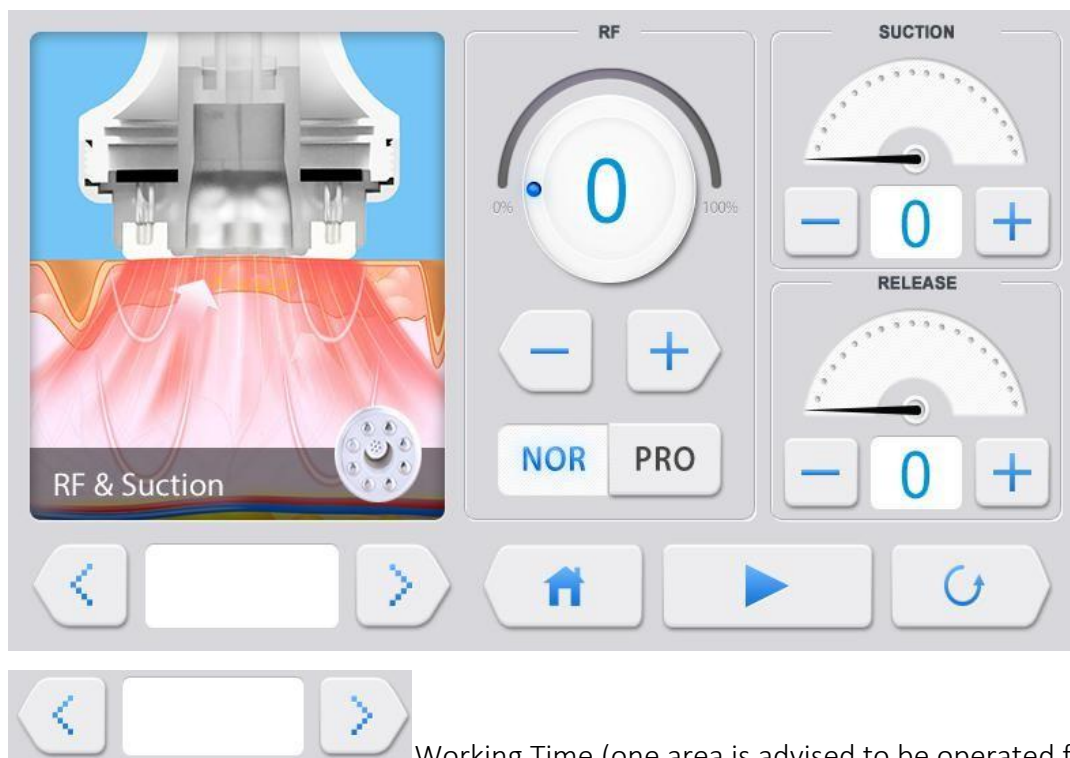 RF
SUCTION
0
0%
100%
0
RELEASE
NOR PRO
0
RF & Suction
Working Time (one area is advised to be operated f